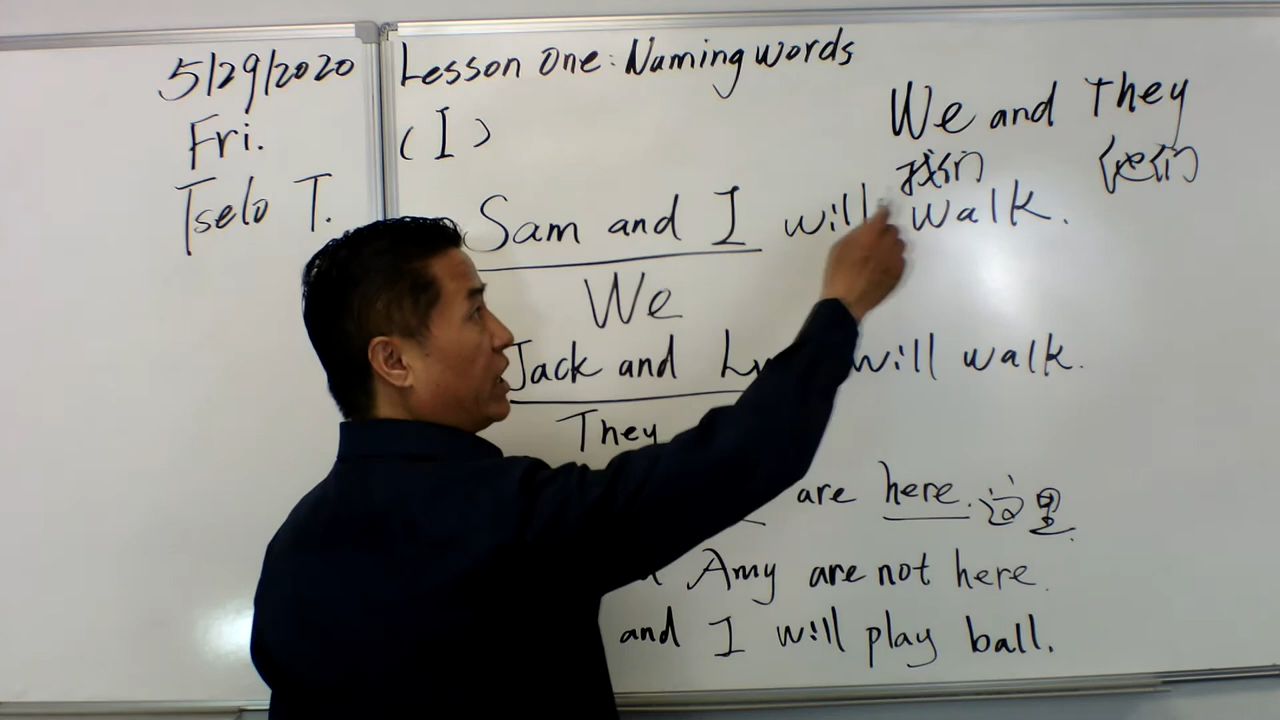 5/29/2020
Fri.
Tselo T.
Lesson One: Naming words
(I)
We and They
我们 他们
Sam and I will walk.
We
Jack and will walk.
They
are here. 这里
Amy are not here.
and I will play ball.